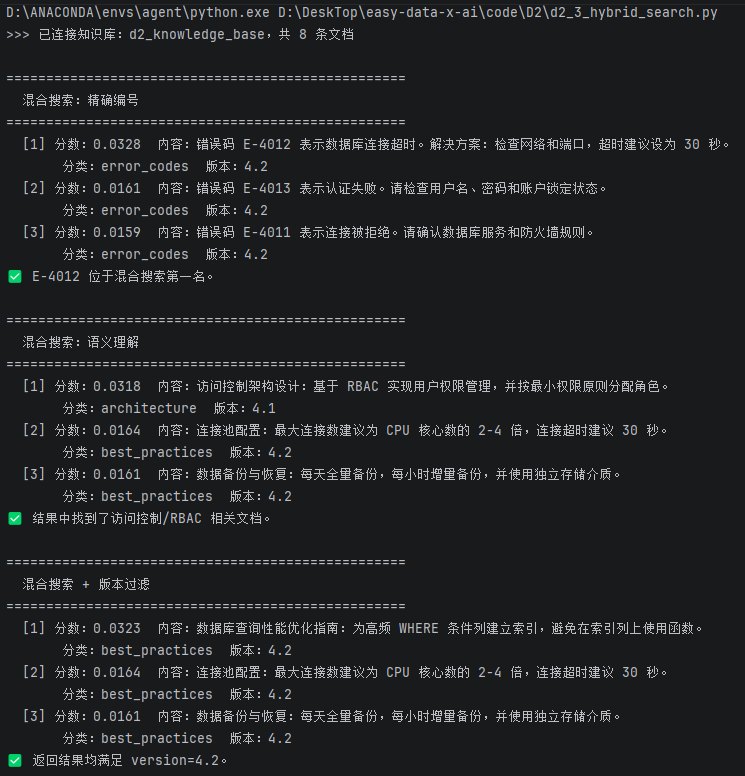 D:\ANACONDA\envs\agent\python.exe D:\DeskTop\easy-data-x-ai\code\D2\d2_3_hybrid_search.py
>>> 已连接知识库：d2_knowledge_base，共 8 条文档
==================================================
混合搜索：精确编号
==================================================
[1] 分数：0.0328  内容：错误码 E-4012 表示数据库连接超时。解决方案：检查网络和端口，超时建议设为 30 秒。
分类：error_codes  版本：4.2
[2] 分数：0.0161  内容：错误码 E-4013 表示认证失败。请检查用户名、密码和账户锁定状态。
分类：error_codes  版本：4.2
[3] 分数：0.0159  内容：错误码 E-4011 表示连接被拒绝。请确认数据库服务和防火墙规则。
分类：error_codes  版本：4.2
✅ E-4012 位于混合搜索第一名。
==================================================
混合搜索：语义理解
==================================================
[1] 分数：0.0318  内容：访问控制架构设计：基于 RBAC 实现用户权限管理，并按最小权限原则分配角色。
分类：architecture  版本：4.1
[2] 分数：0.0164  内容：连接池配置：最大连接数建议为 CPU 核心数的 2-4 倍，连接超时建议 30 秒。
分类：best_practices  版本：4.2
[3] 分数：0.0161  内容：数据备份与恢复：每天全量备份，每小时增量备份，并使用独立存储介质。
分类：best_practices  版本：4.2
✅ 结果中找到了访问控制/RBAC 相关文档。
==================================================
混合搜索 + 版本过滤
==================================================
[1] 分数：0.0323  内容：数据库查询性能优化指南：为高频 WHERE 条件列建立索引，避免在索引列上使用函数。
分类：best_practices  版本：4.2
[2] 分数：0.0164  内容：连接池配置：最大连接数建议为 CPU 核心数的 2-4 倍，连接超时建议 30 秒。
分类：best_practices  版本：4.2
[3] 分数：0.0161  内容：数据备份与恢复：每天全量备份，每小时增量备份，并使用独立存储介质。
分类：best_practices  版本：4.2
✅ 返回结果均满足 version=4.2。